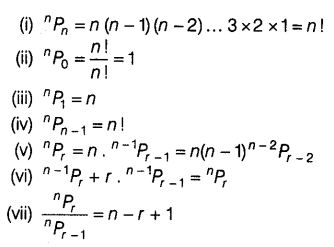 (i) ⁿPₙ = n (n − 1) (n − 2) ... 3 × 2 × 1 = n !
(ii) ⁿP₀ = n!/n! = 1
(iii) ⁿP₁ = n
(iv) ⁿPₙ₋₁ = n!
(v) ⁿPᵣ = n . ⁿ⁻¹Pᵣ₋₁ = n(n − 1) ⁿ⁻²Pᵣ₋₂
(vi) ⁿ⁻¹Pᵣ + r . ⁿ⁻¹Pᵣ₋₁ = ⁿPᵣ
(vii) ⁿPᵣ/ⁿPᵣ₋₁ = n − r + 1